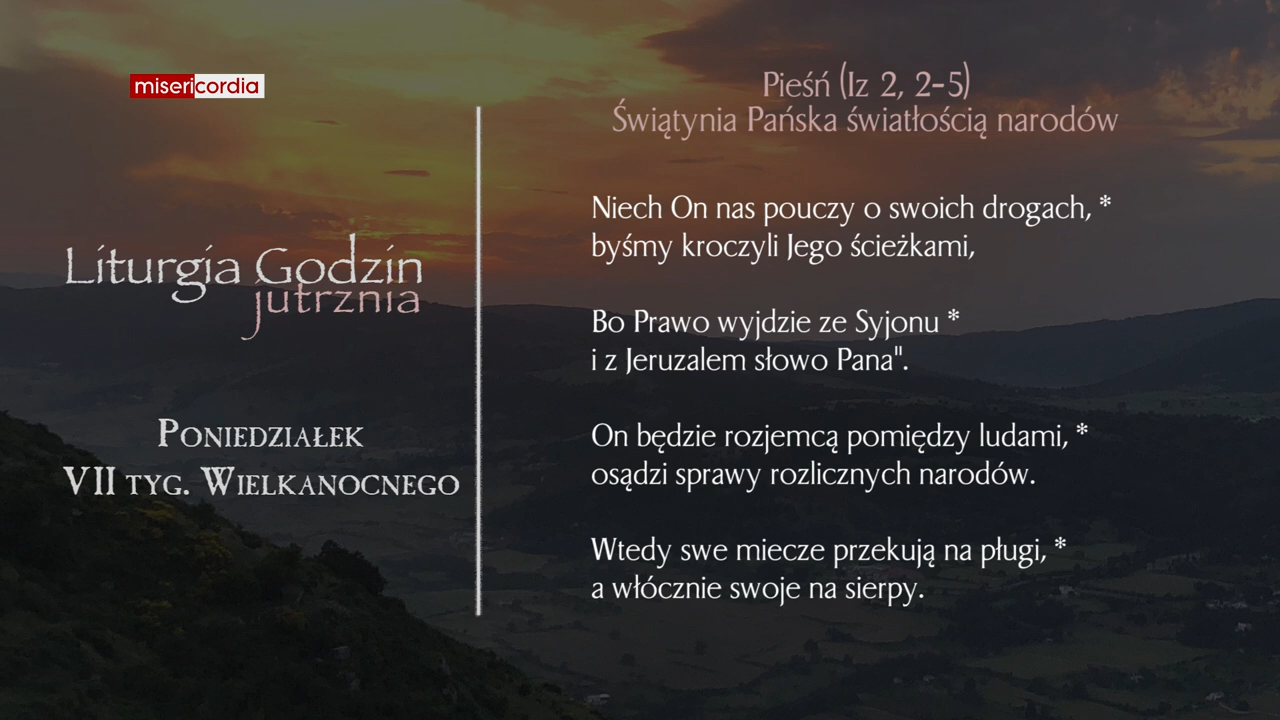 misericordia
Liturgia Godzin
jutrznia
Poniedziałek
VII tyg. Wielkanocnego
Pieśń (Iz 2, 2-5)
Świątynia Pańska światłością narodów
Niech On nas pouczy o swoich drogach, *
byśmy kroczyli Jego ścieżkami,
Bo Prawo wyjdzie ze Syjonu *
i z Jeruzalem słowo Pana".
On będzie rozjemcą pomiędzy ludami, *
osądzi sprawy rozlicznych narodów.
Wtedy swe miecze przekują na pługi, *
a włócznie swoje na sierpy.